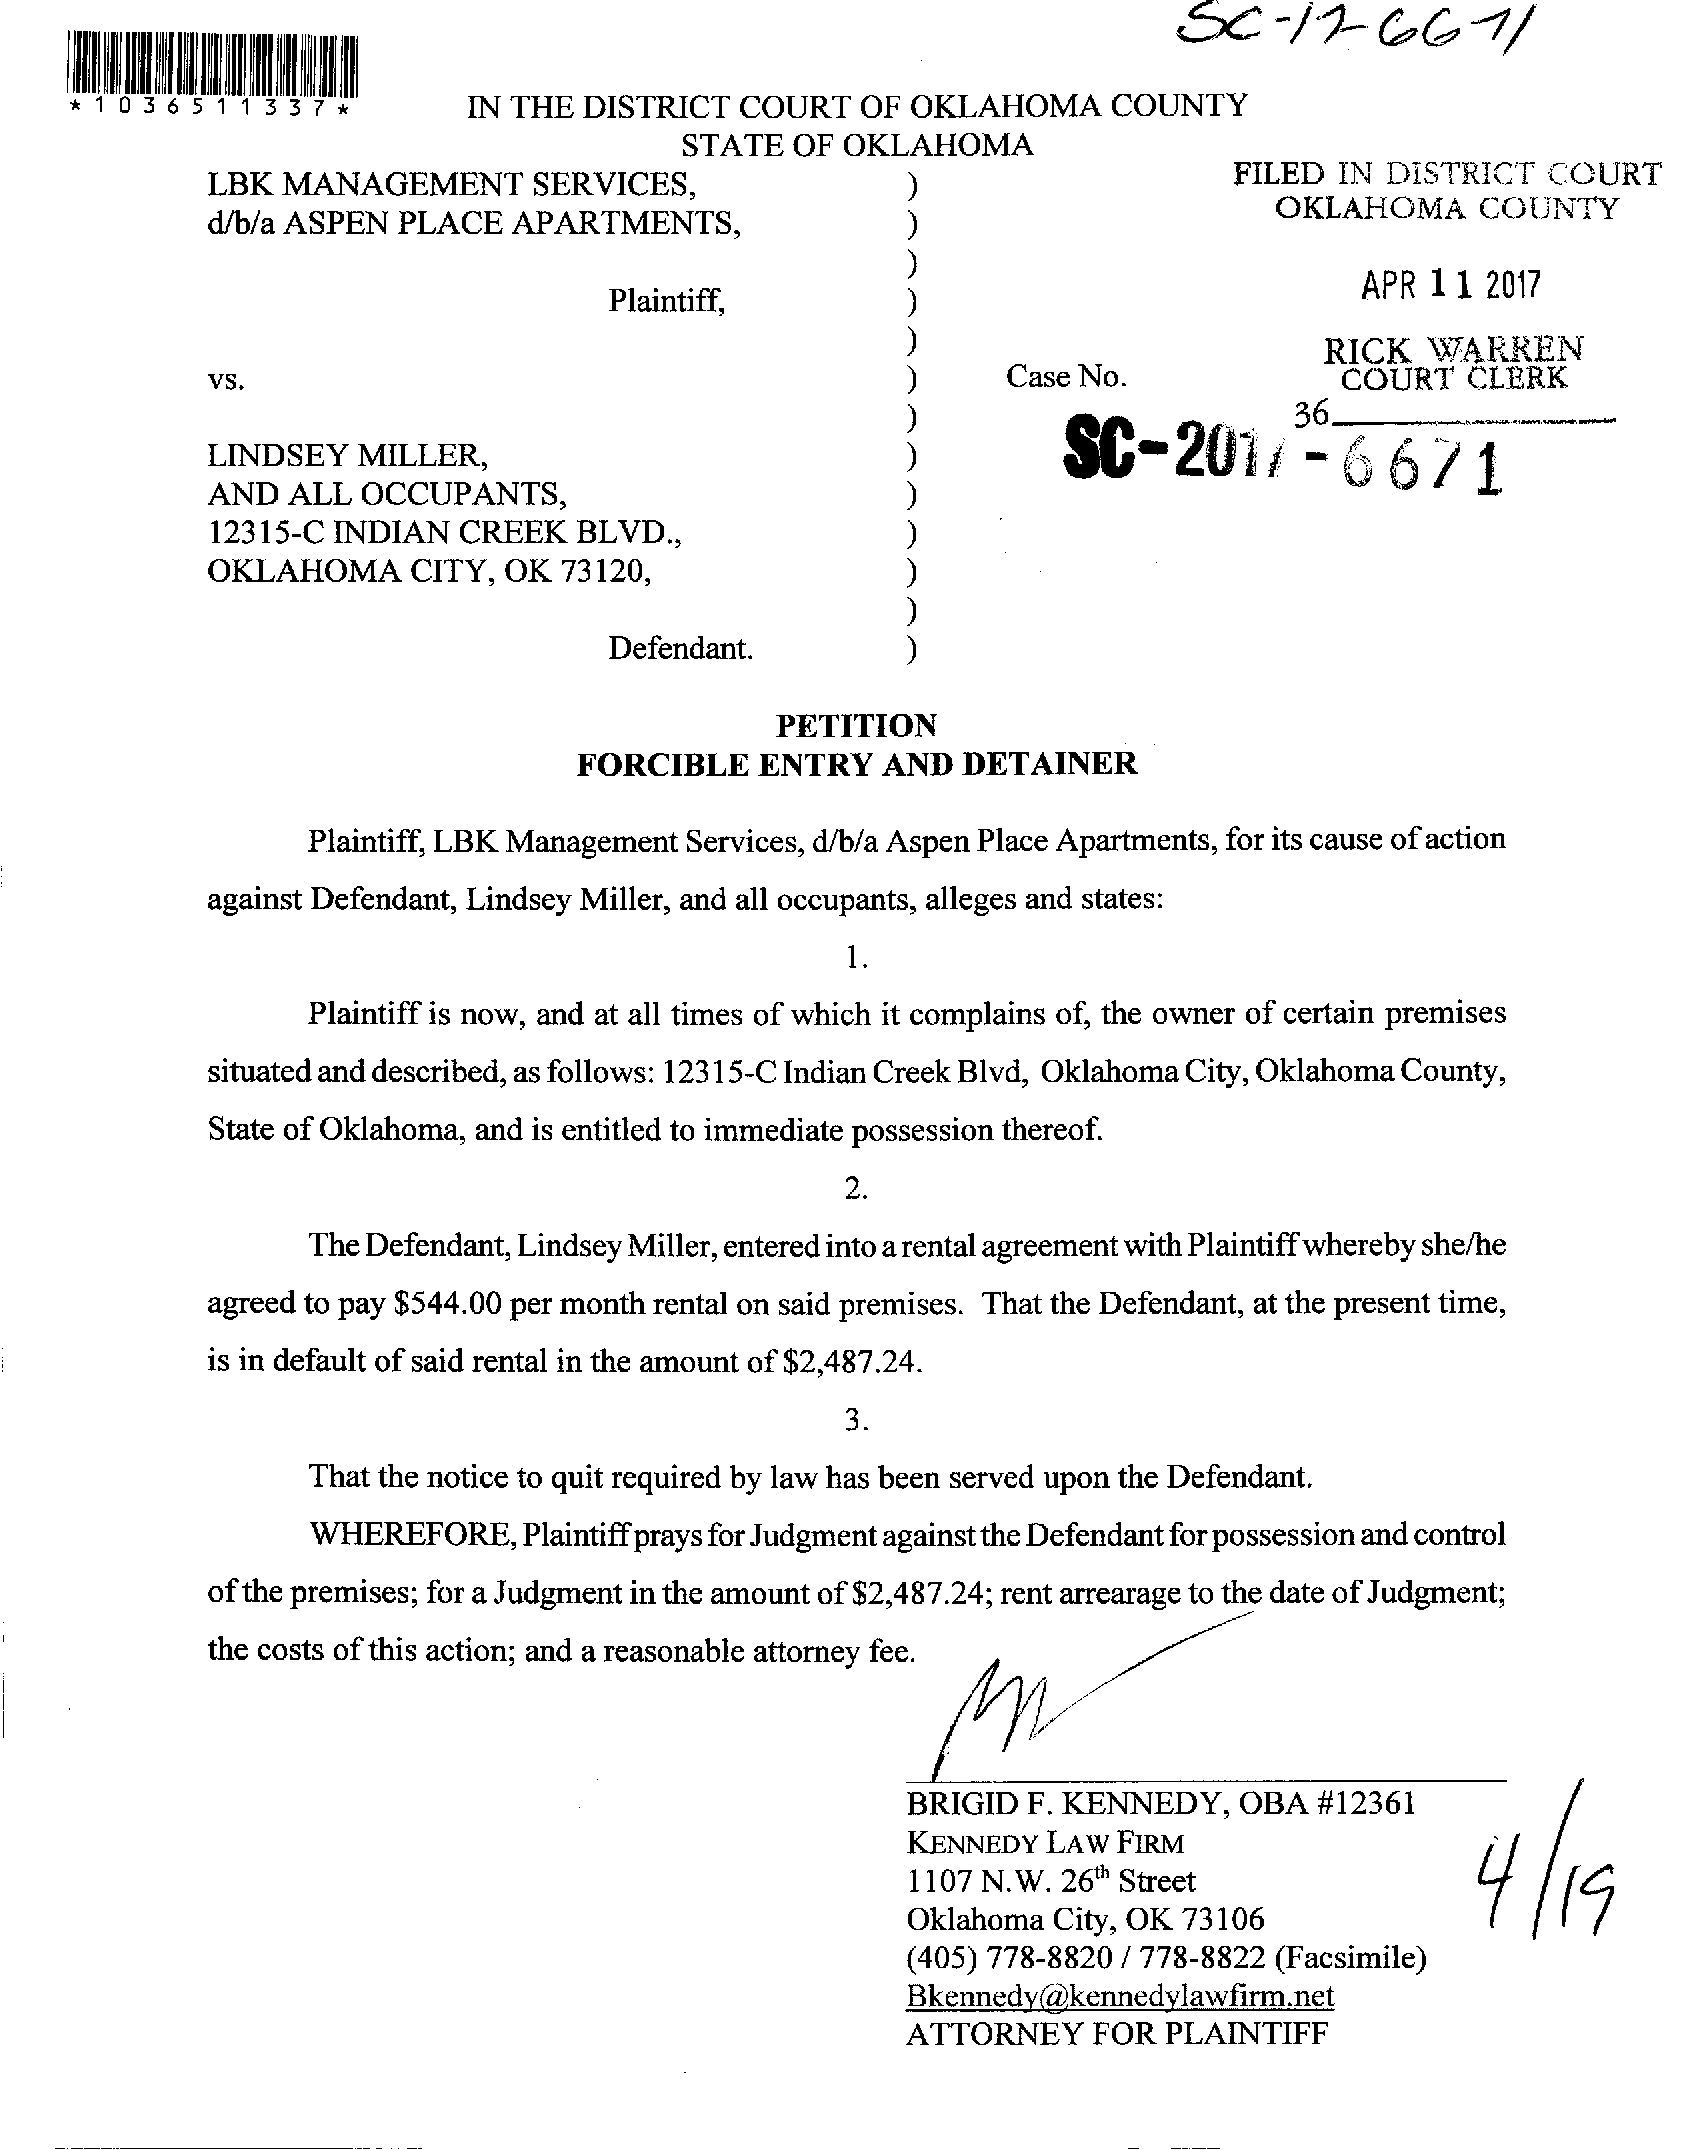 SC-17-6671
*1036511337*
IN THE DISTRICT COURT OF OKLAHOMA COUNTY
STATE OF OKLAHOMA
LBK MANAGEMENT SERVICES, )
d/b/a ASPEN PLACE APARTMENTS, )
)
Plaintiff, )
)
vs. ) Case No.
)
LINDSEY MILLER, )
AND ALL OCCUPANTS, )
12315-C INDIAN CREEK BLVD., )
OKLAHOMA CITY, OK 73120, )
)
Defendant. )
FILED IN DISTRICT COURT
OKLAHOMA COUNTY
APR 11 2017
RICK WARREN
COURT CLERK
36
SC-2017-6671
PETITION
FORCIBLE ENTRY AND DETAINER
Plaintiff, LBK Management Services, d/b/a Aspen Place Apartments, for its cause of action
against Defendant, Lindsey Miller, and all occupants, alleges and states:
1.
Plaintiff is now, and at all times of which it complains of, the owner of certain premises
situated and described, as follows: 12315-C Indian Creek Blvd, Oklahoma City, Oklahoma County,
State of Oklahoma, and is entitled to immediate possession thereof.
2.
The Defendant, Lindsey Miller, entered into a rental agreement with Plaintiff whereby she/he
agreed to pay $544.00 per month rental on said premises. That the Defendant, at the present time,
is in default of said rental in the amount of $2,487.24.
3.
That the notice to quit required by law has been served upon the Defendant.
WHEREFORE, Plaintiff prays for Judgment against the Defendant for possession and control
of the premises; for a Judgment in the amount of $2,487.24; rent arrearage to the date of Judgment;
the costs of this action; and a reasonable attorney fee.
BRIGID F. KENNEDY, OBA #12361
KENNEDY LAW FIRM
1107 N.W. 26th Street
Oklahoma City, OK 73106
(405) 778-8820 / 778-8822 (Facsimile)
Bkennedy@kennedylawfirm.net
ATTORNEY FOR PLAINTIFF
4/19